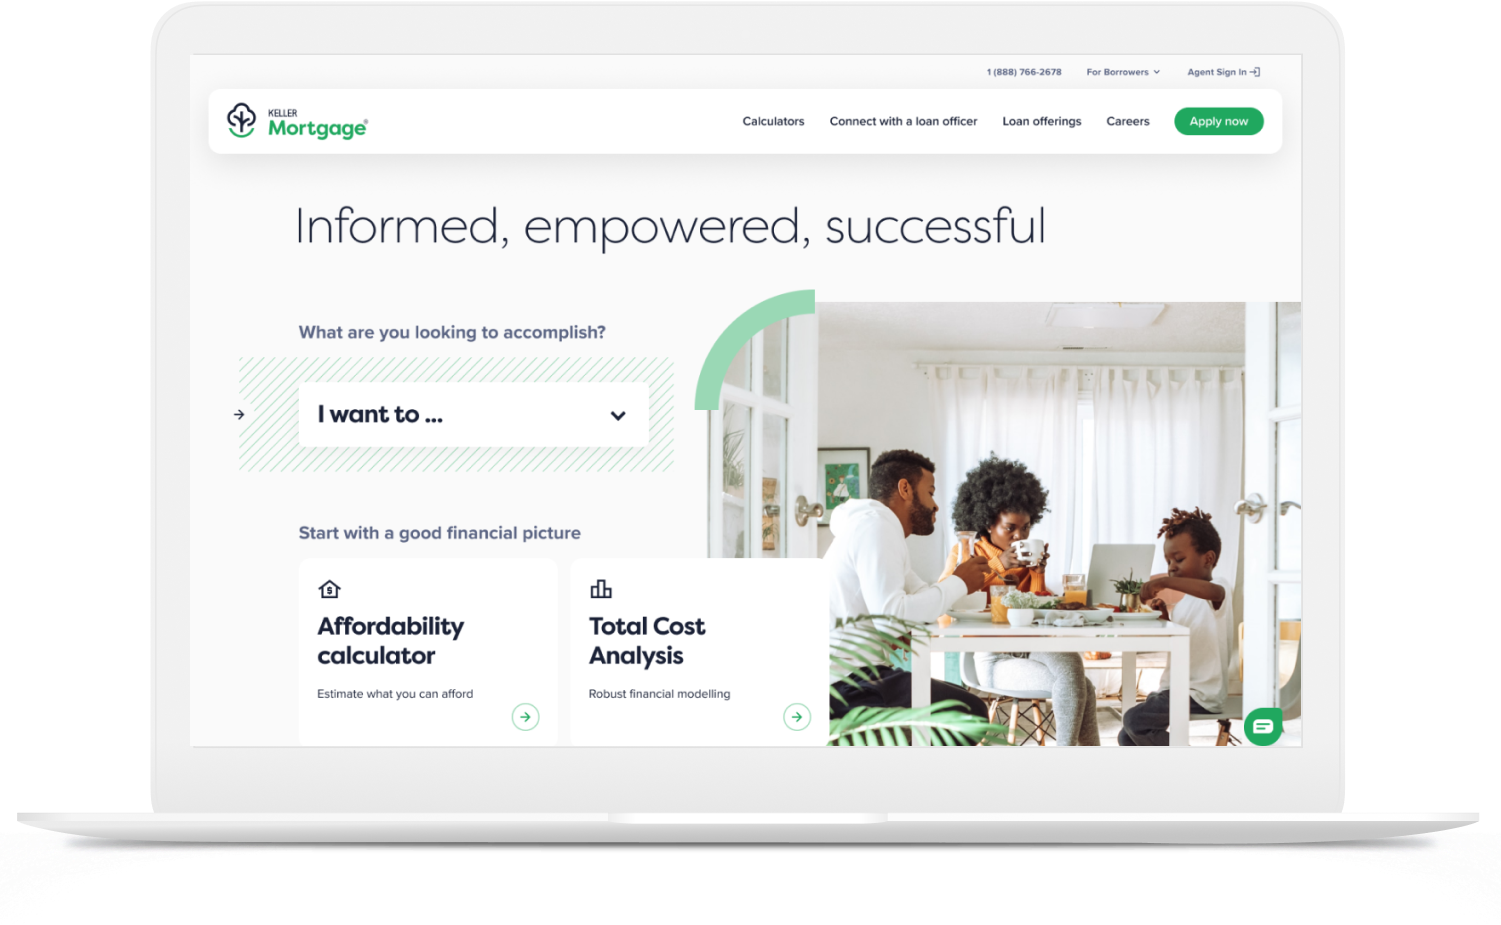 1 (888) 766-2678 For Borrowers Agent Sign In
KELLER
Mortgage®
Calculators Connect with a loan officer Loan offerings Careers Apply now
Informed, empowered, successful
What are you looking to accomplish?
I want to ...
Start with a good financial picture
$
Affordability
calculator
Estimate what you can afford
Total Cost
Analysis
Robust financial modelling